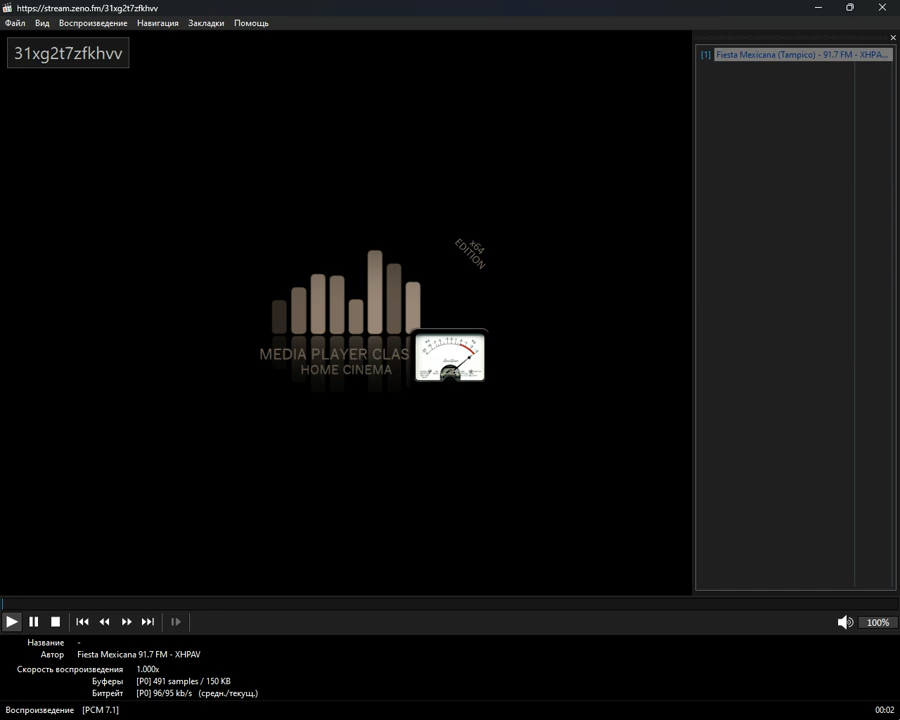 https://stream.zeno.fm/31xg2t7zfkhvv
Файл Вид Воспроизведение Навигация Закладки Помощь
31xg2t7zfkhvv
[1] Fiesta Mexicana (Tampico) - 91.7 FM - XHPAV...
x64
EDITION
MEDIA PLAYER CLAS
HOME CINEMA
100%
Название -
Автор Fiesta Mexicana 91.7 FM - XHPAV
Скорость воспроизведения 1.000x
Буферы [P0] 491 samples / 150 KB
Битрейт [P0] 96/95 kb/s (средн./текущ.)
Воспроизведение [PCM 7.1] 00:02